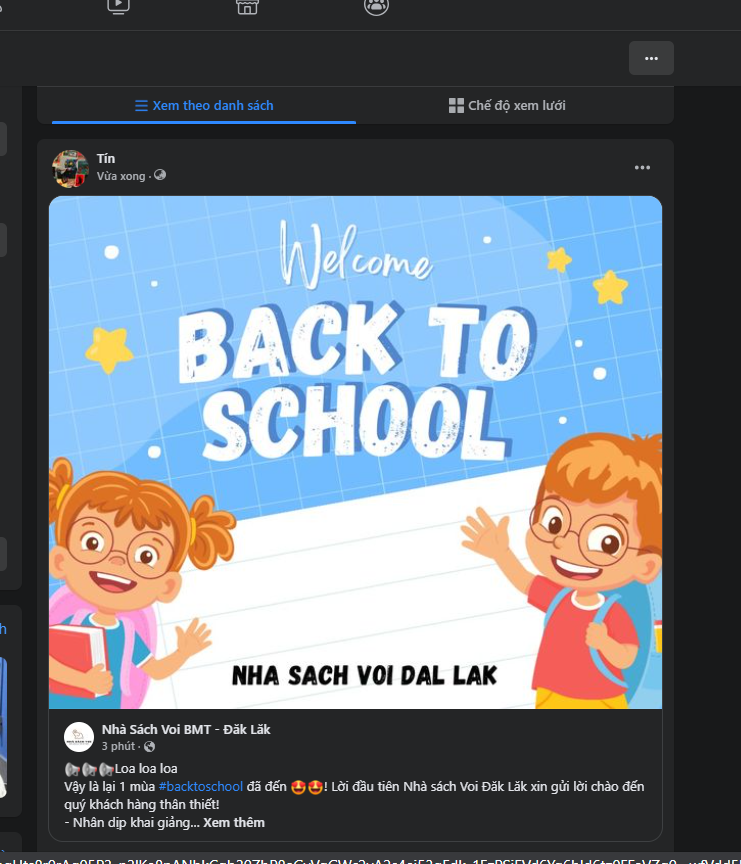 ...
Xem theo danh sách
Chế độ xem lưới
Tín
Vừa xong ·
Welcome
BACK TO
SCHOOL
NHA SACH VOI DAL LAK
Nhà Sách Voi BMT - Đăk Lăk
3 phút ·
📢📢📢Loa loa loa
Vậy là lại 1 mùa #backtoschool đã đến 🤩🤩! Lời đầu tiên Nhà sách Voi Đăk Lăk xin gửi lời chào đến
quý khách hàng thân thiết!
- Nhân dịp khai giảng... Xem thêm